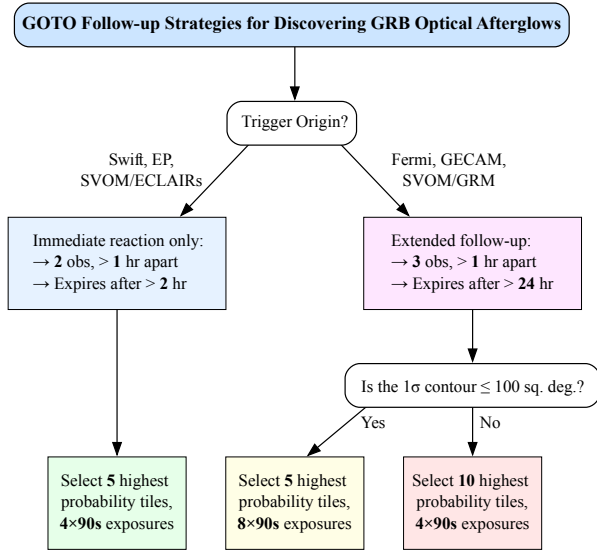 GOTO Follow-up Strategies for Discovering GRB Optical Afterglows
Trigger Origin?
Swift, EP,
SVOM/ECLAIRs
Fermi, GECAM,
SVOM/GRM
Immediate reaction only:
→ 2 obs, > 1 hr apart
→ Expires after > 2 hr
Extended follow-up:
→ 3 obs, > 1 hr apart
→ Expires after > 24 hr
Is the 1σ contour ≤ 100 sq. deg.?
Yes
No
Select 5 highest
probability tiles,
4×90s exposures
Select 5 highest
probability tiles,
8×90s exposures
Select 10 highest
probability tiles,
4×90s exposures